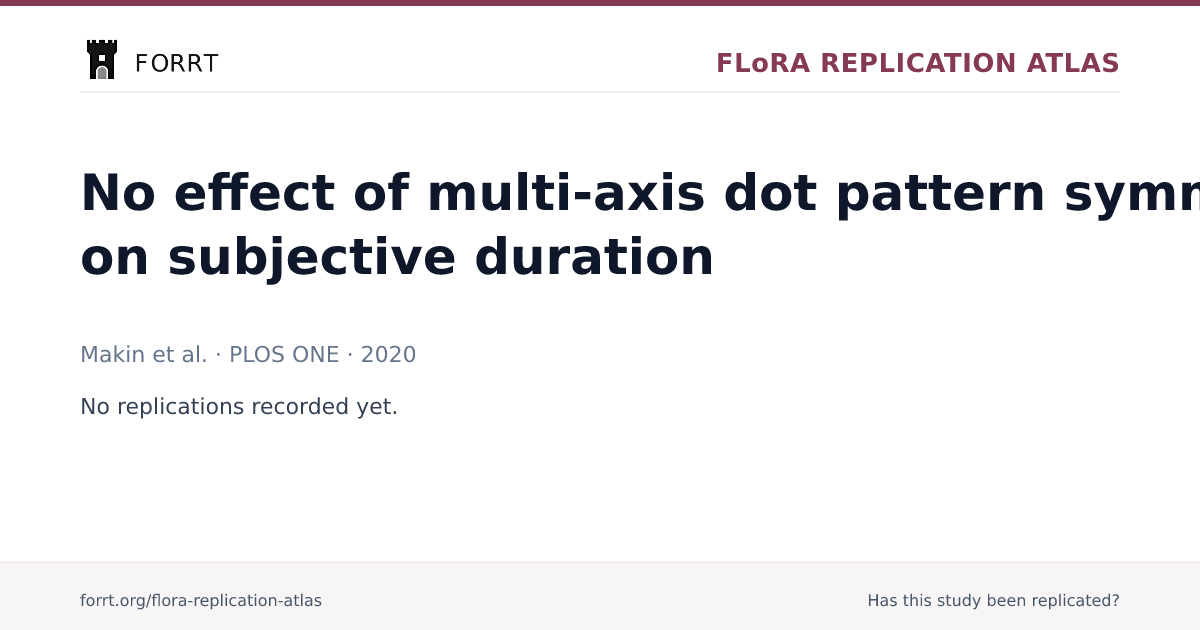 FORRT
FLoRA REPLICATION ATLAS
No effect of multi-axis dot pattern
on subjective duration
Makin et al. · PLOS ONE · 2020
No replications recorded yet.
forrt.org/flora-replication-atlas
Has this study been replicated?